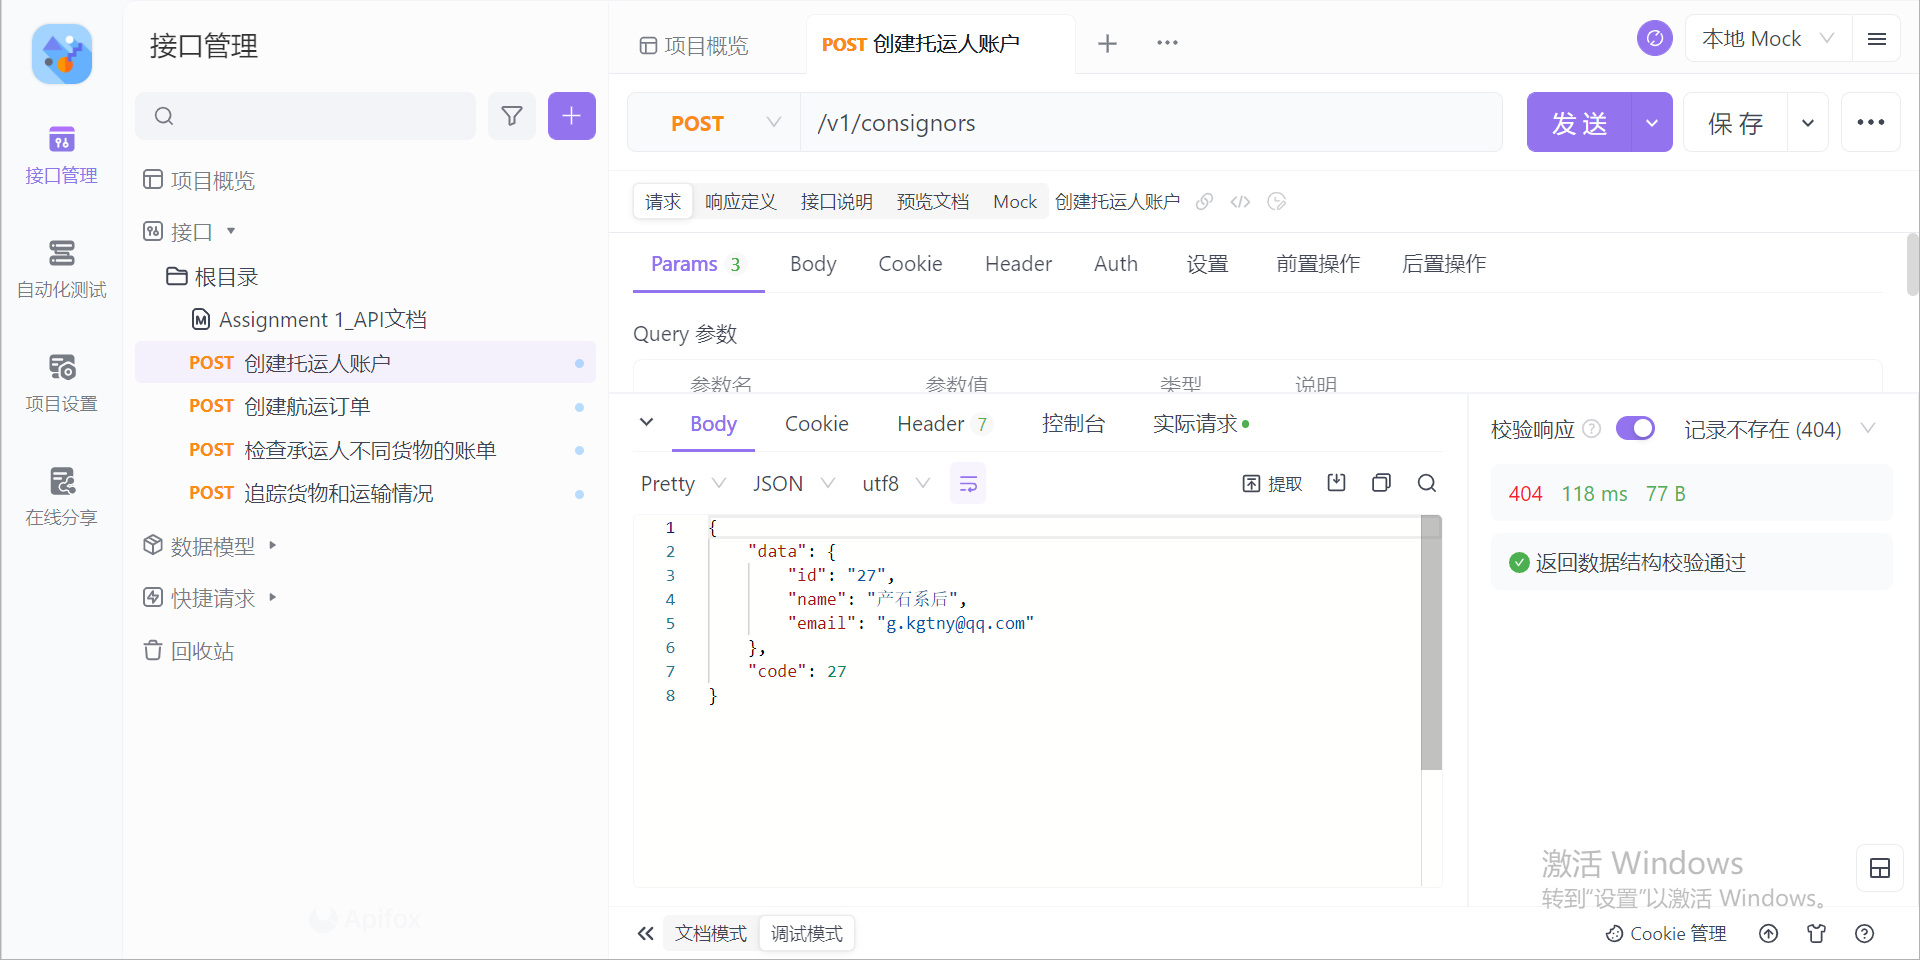 接口管理
项目概览
POST 创建托运人账户
本地 Mock
接口管理
自动化测试
项目设置
在线分享
项目概览
接口
根目录
Assignment 1_API文档
POST 创建托运人账户
POST 创建航运订单
POST 检查承运人不同货物的账单
POST 追踪货物和运输情况
数据模型
快捷请求
回收站
Apifox
POST /v1/consignors
发 送
保 存
请求 响应定义 接口说明 预览文档 Mock 创建托运人账户
Params 3 Body Cookie Header Auth 设置 前置操作 后置操作
Query 参数
参数名 参数值 类型 说明
Body Cookie Header 7 控制台 实际请求
Pretty JSON utf8 提取
1 {
2 "data": {
3 "id": "27",
4 "name": "产石系后",
5 "email": "g.kgtny@qq.com"
6 },
7 "code": 27
8 }
校验响应 记录不存在 (404)
404 118 ms 77 B
返回数据结构校验通过
激活 Windows
转到“设置”以激活 Windows。
文档模式 调试模式
Cookie 管理